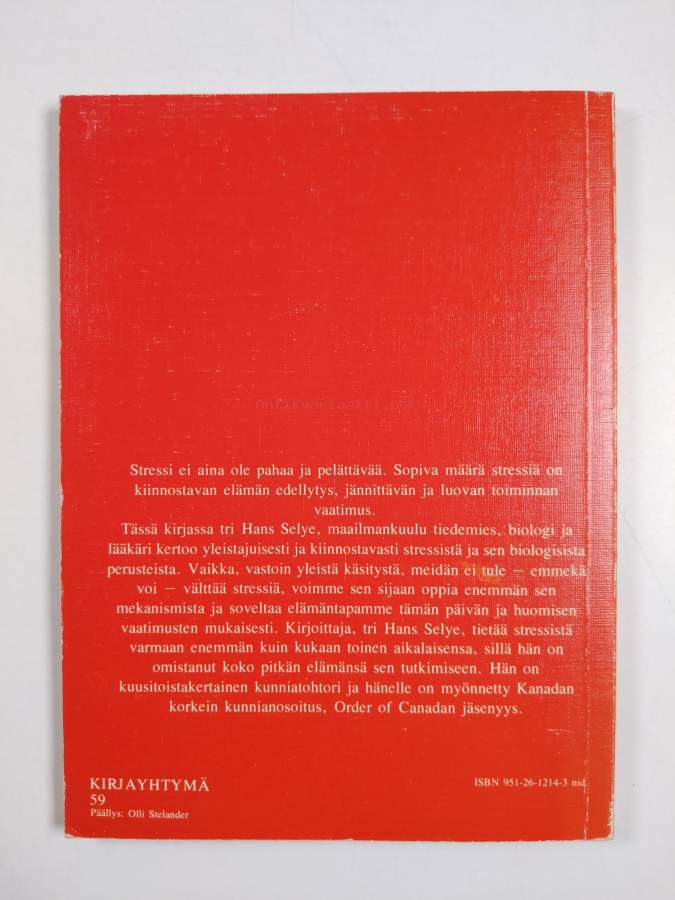 Antikvariaatti.net
Stressi ei aina ole pahaa ja pelättävää. Sopiva määrä stressiä on
kiinnostavan elämän edellytys, jännittävän ja luovan toiminnan
vaatimus.
Tässä kirjassa tri Hans Selye, maailmankuulu tiedemies, biologi ja
lääkäri kertoo yleistajuisesti ja kiinnostavasti stressistä ja sen biologisista
perusteista. Vaikka, vastoin yleistä käsitystä, meidän ei tule — emmekä
voi — välttää stressiä, voimme sen sijaan oppia enemmän sen
mekanismista ja soveltaa elämäntapamme tämän päivän ja huomisen
vaatimusten mukaisesti. Kirjoittaja, tri Hans Selye, tietää stressistä
varmaan enemmän kuin kukaan toinen aikalaisensa, sillä hän on
omistanut koko pitkän elämänsä sen tutkimiseen. Hän on
kuusitoistakertainen kunniatohtori ja hänelle on myönnetty Kanadan
korkein kunnianosoitus, Order of Canadan jäsenyys.
KIRJAYHTYMÄ
59
Päällys: Olli Stelander
ISBN 951-26-1214-3 nid.